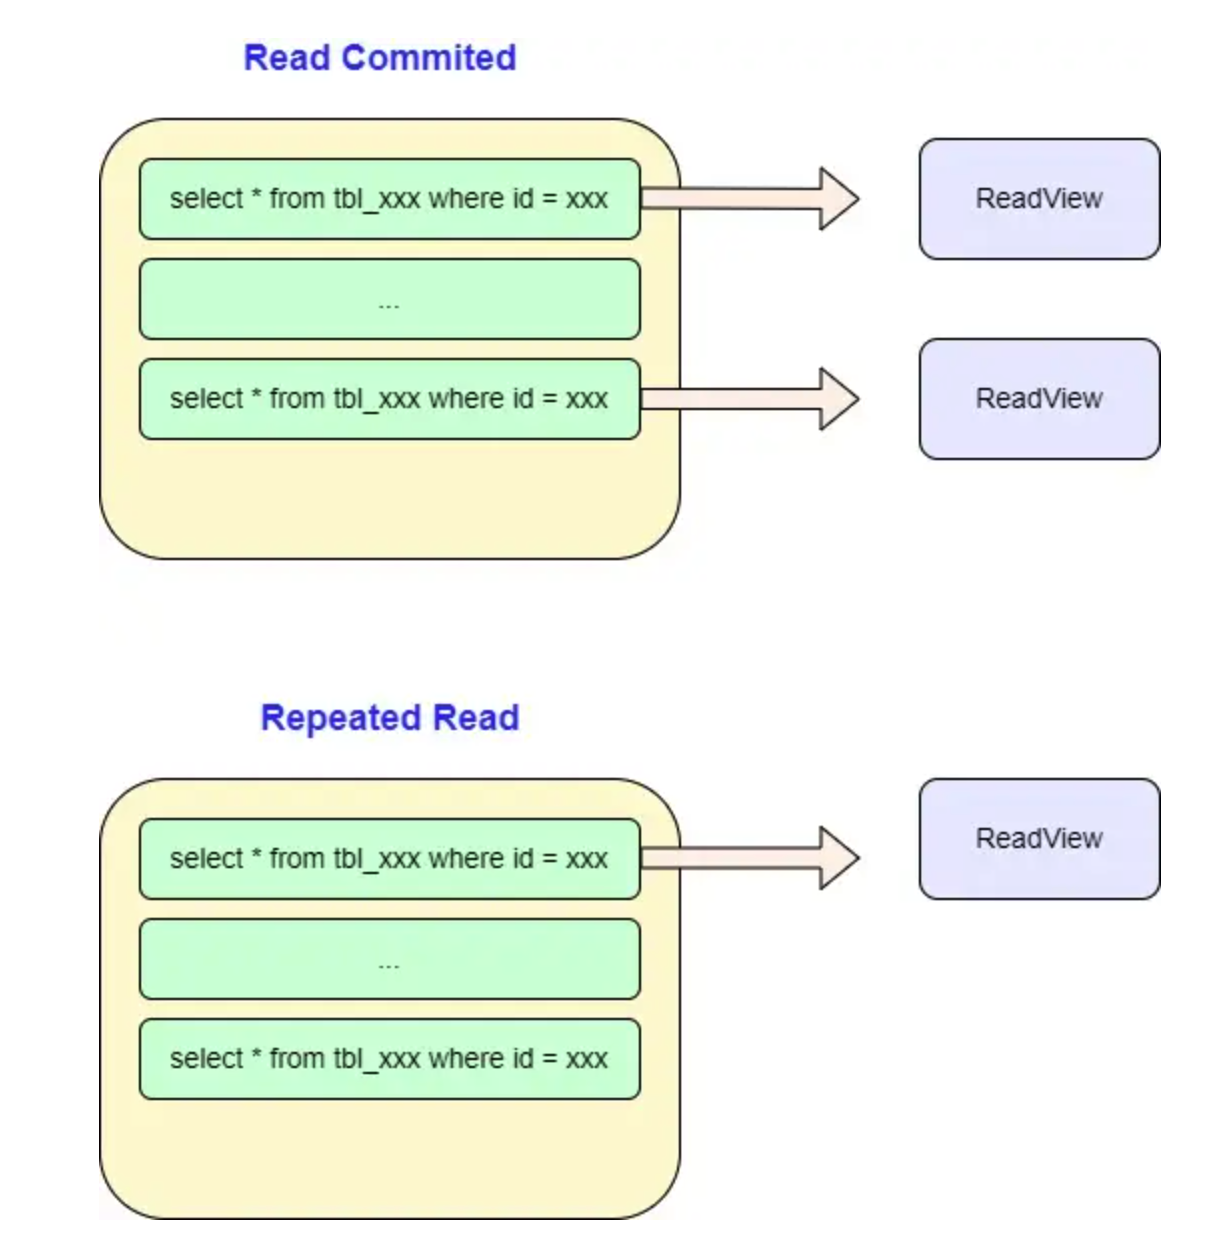 Read Commited
select * from tbl_xxx where id = xxx
ReadView
...
select * from tbl_xxx where id = xxx
ReadView
Repeated Read
select * from tbl_xxx where id = xxx
ReadView
...
select * from tbl_xxx where id = xxx